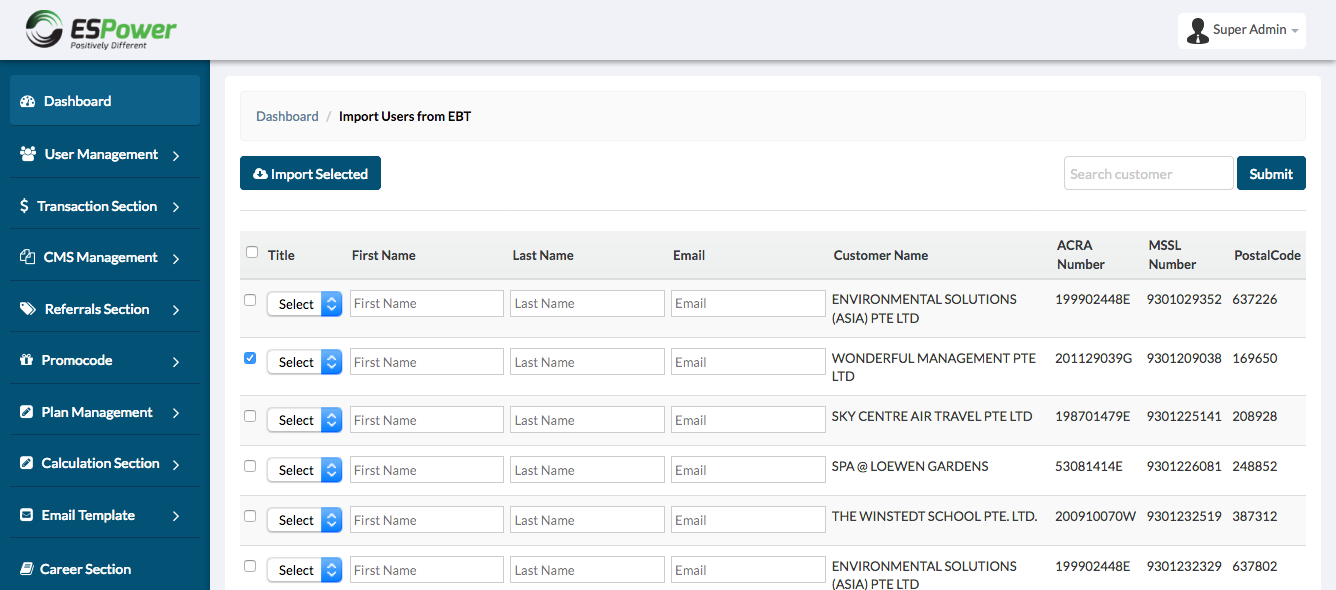 ESPower
Positively Different
Super Admin
Dashboard
User Management
Transaction Section
CMS Management
Referrals Section
Promocode
Plan Management
Calculation Section
Email Template
Career Section
Dashboard / Import Users from EBT
Import Selected
Search customer
Submit
Title First Name Last Name Email Customer Name ACRA Number MSSL Number PostalCode
Select First Name Last Name Email ENVIRONMENTAL SOLUTIONS 199902448E 9301029352 637226
(ASIA) PTE LTD
Select First Name Last Name Email WONDERFUL MANAGEMENT PTE 201129039G 9301209038 169650
LTD
Select First Name Last Name Email SKY CENTRE AIR TRAVEL PTE LTD 198701479E 9301225141 208928
Select First Name Last Name Email SPA @ LOEWEN GARDENS 53081414E 9301226081 248852
Select First Name Last Name Email THE WINSTEDT SCHOOL PTE. LTD. 200910070W 9301232519 387312
Select First Name Last Name Email ENVIRONMENTAL SOLUTIONS 199902448E 9301232329 637802
(ASIA) PTE LTD